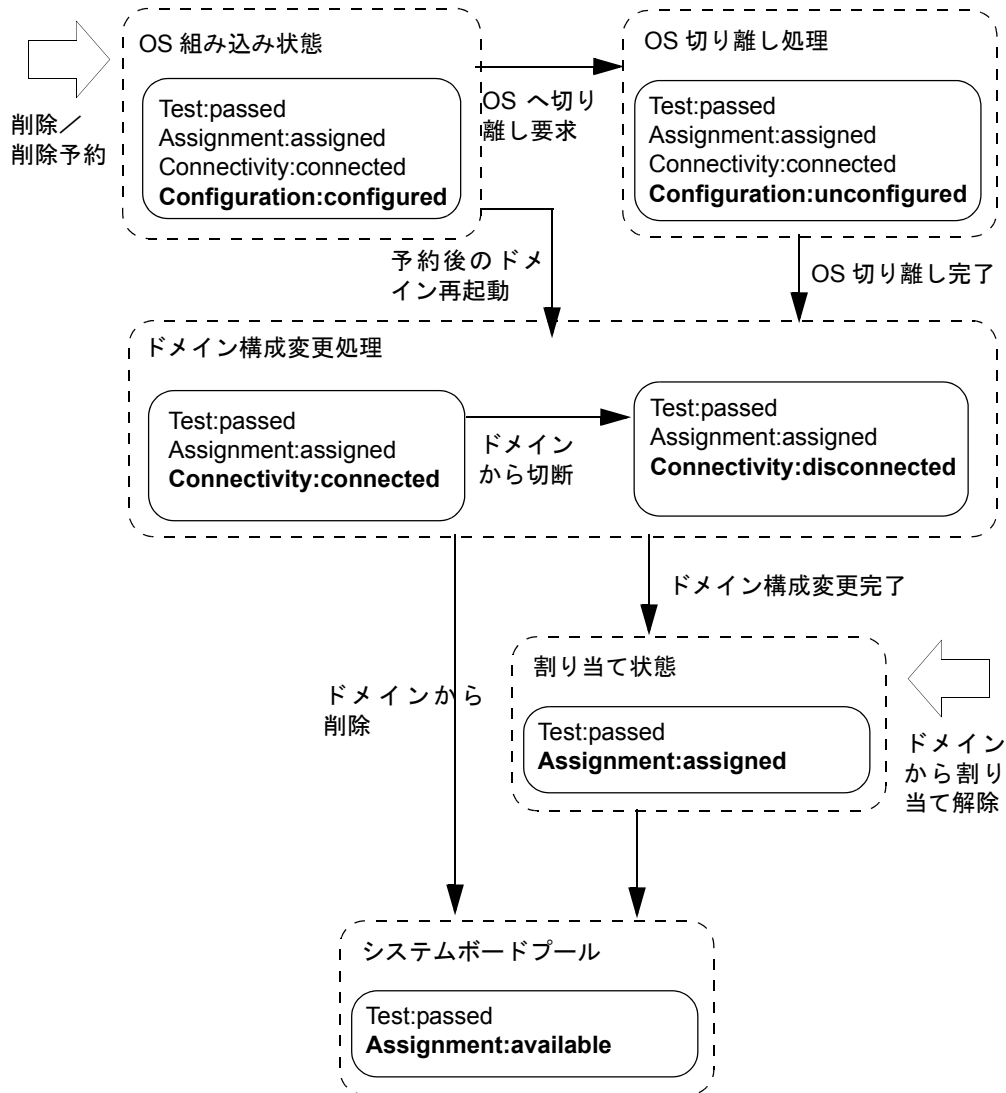 OS 組み込み状態
Test:passed
Assignment:assigned
Connectivity:connected
Configuration:configured
削除／
削除予約
OS へ切り
離し要求
OS 切り離し処理
Test:passed
Assignment:assigned
Connectivity:connected
Configuration:unconfigured
予約後のドメ
イン再起動
OS 切り離し完了
ドメイン構成変更処理
Test:passed
Assignment:assigned
Connectivity:connected
ドメイン
から切断
Test:passed
Assignment:assigned
Connectivity:disconnected
ドメイン構成変更完了
ドメインから
削除
割り当て状態
Test:passed
Assignment:assigned
ドメイン
から割り
当て解除
システムボードプール
Test:passed
Assignment:available